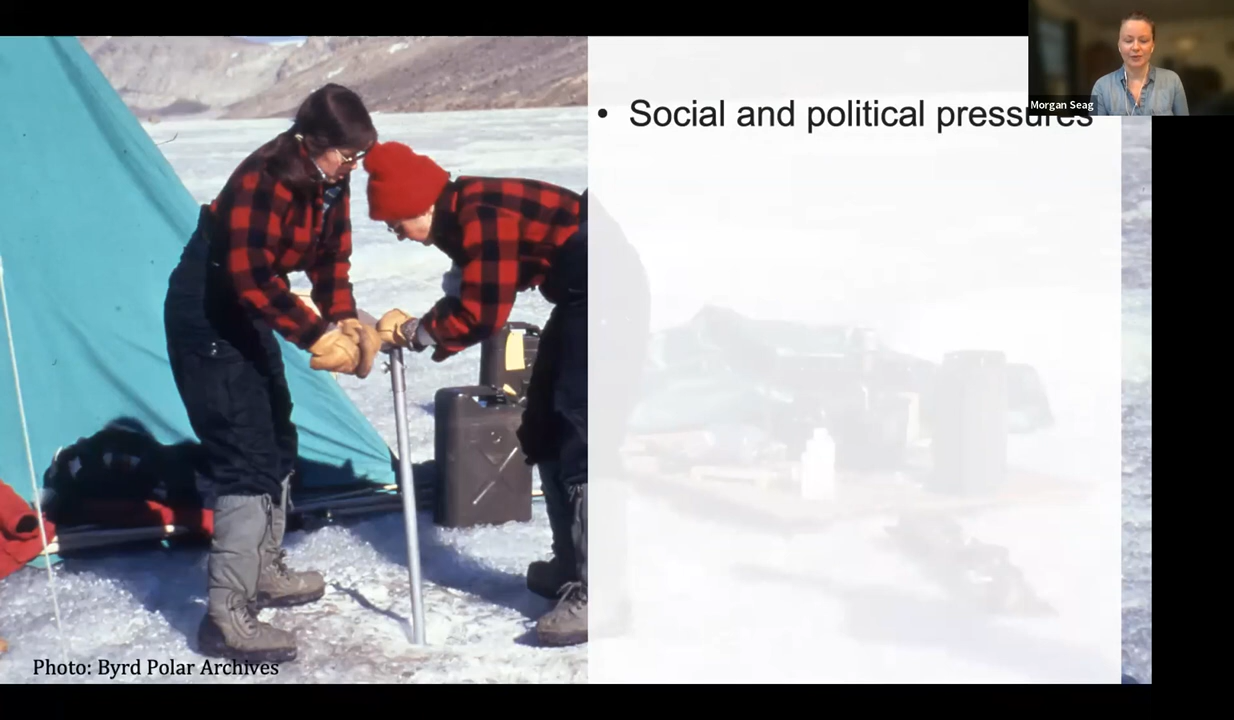 Morgan Seag
• Social and political pressures
Photo: Byrd Polar Archives